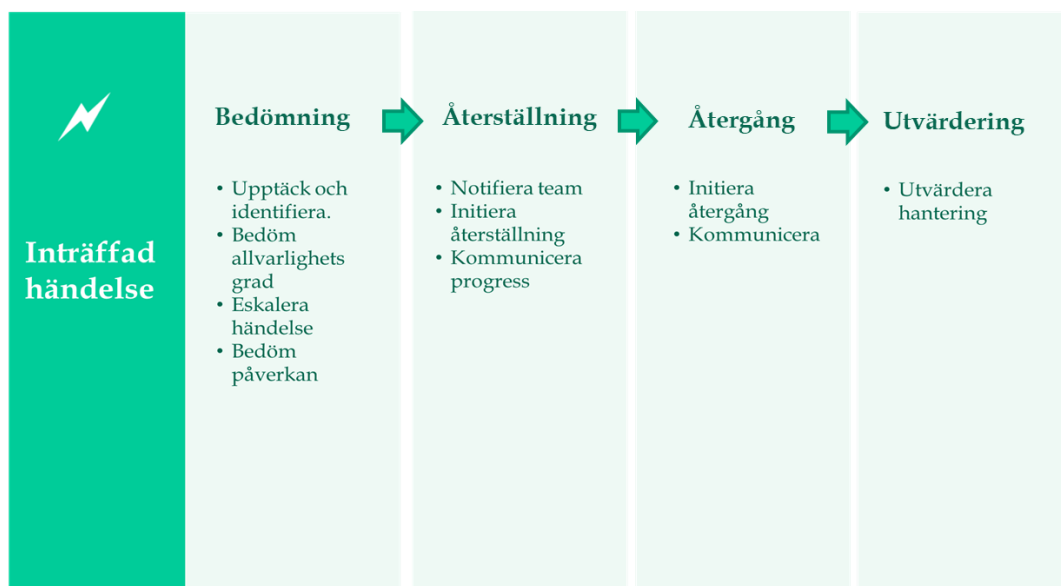 Inträffad
händelse
Bedömning
• Upptäck och
identifiera.
• Bedöm
allvarlighets
grad
• Eskalera
händelse
• Bedöm
påverkan
Återställning
• Notifiera team
• Initiera
återställning
• Kommunicera
progress
Återgång
• Initiera
återgång
• Kommunicera
Utvärdering
• Utvärdera
hantering